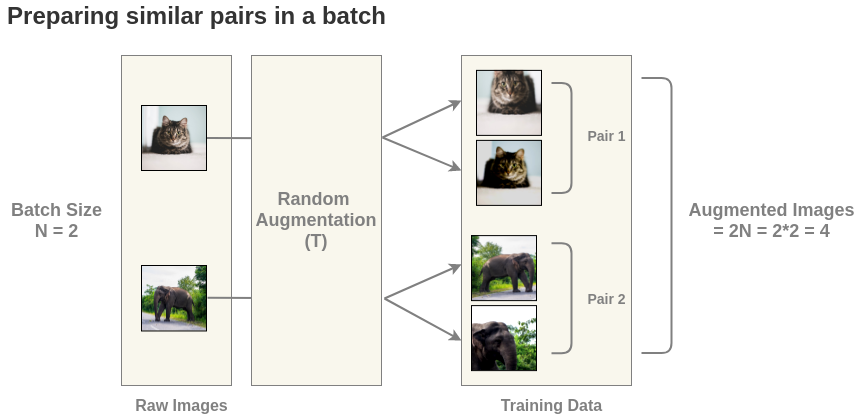 Preparing similar pairs in a batch
Batch Size
N = 2
Random
Augmentation
(T)
Pair 1
Pair 2
Augmented Images
= 2N = 2*2 = 4
Raw Images
Training Data